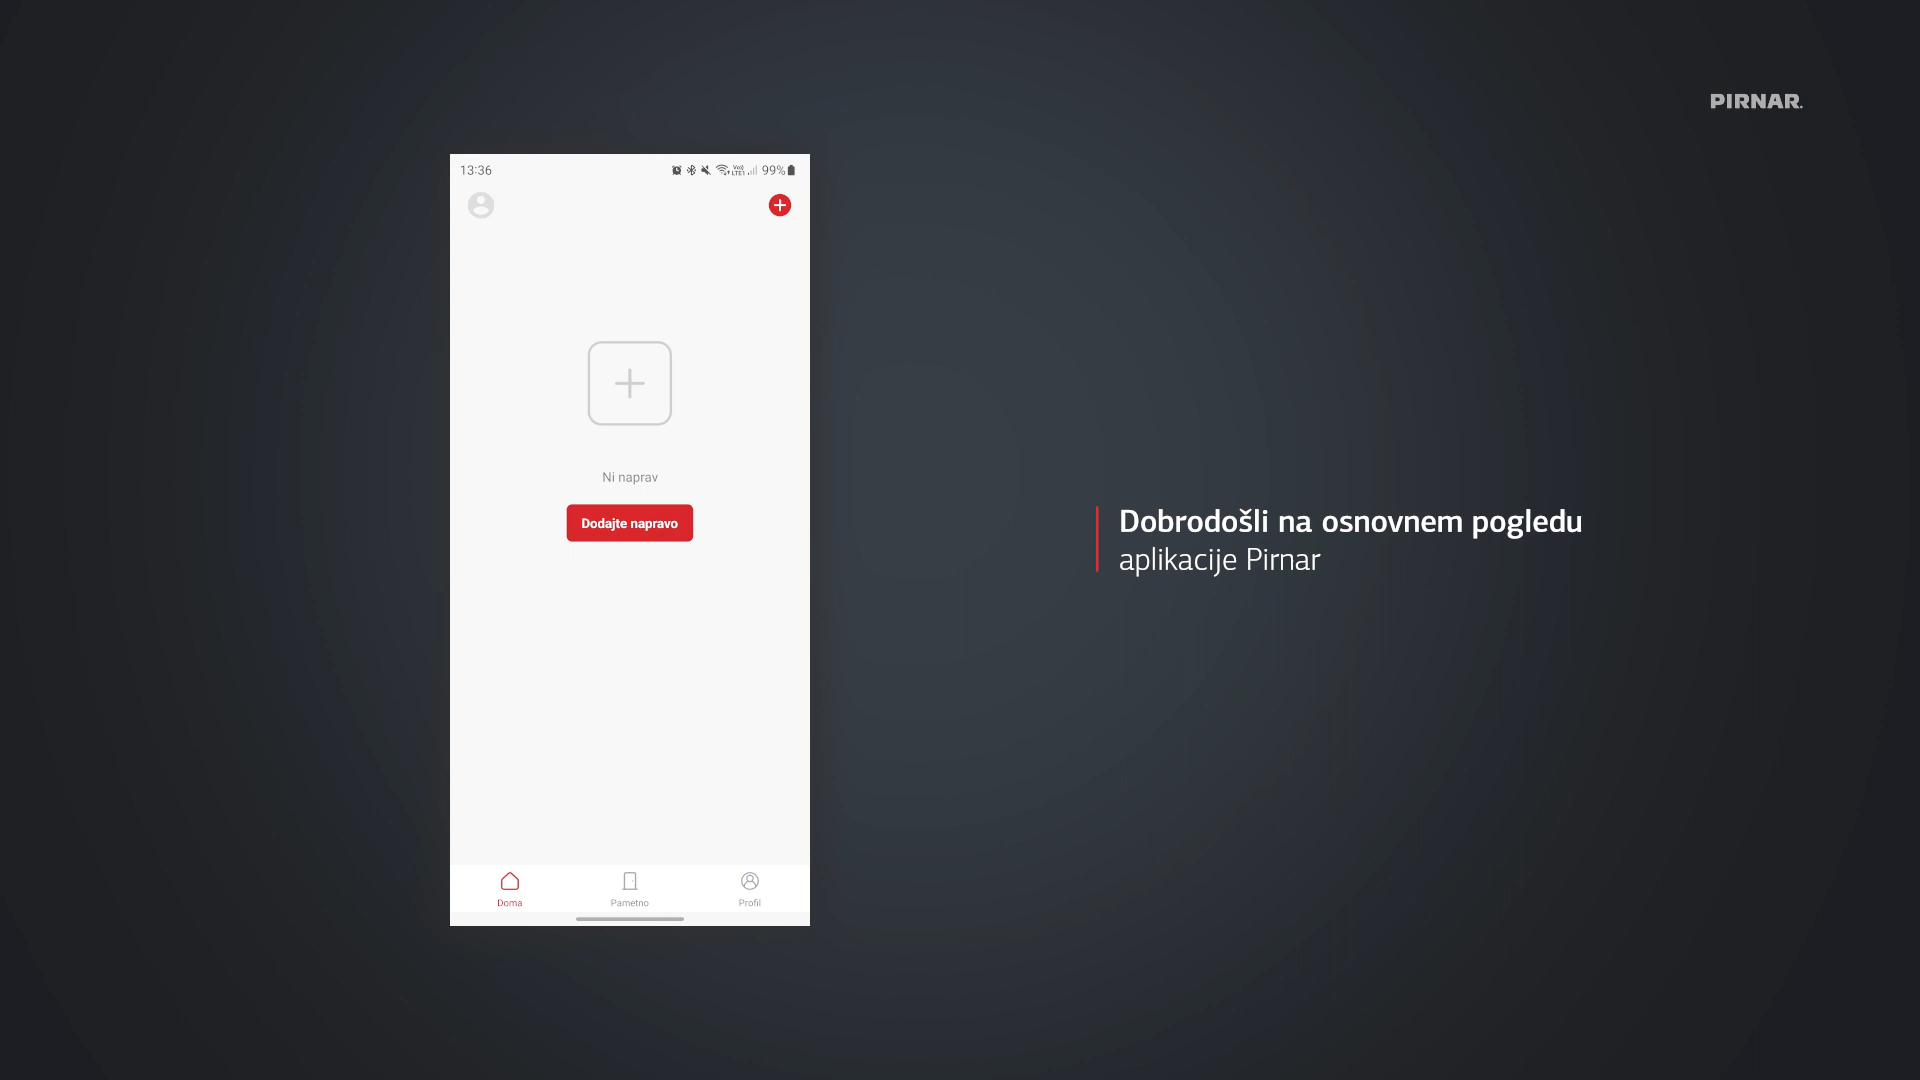 PIRNAR.
13:36
99%
Ni naprav
Dodajte napravo
Doma
Pametno
Profil
Dobrodošli na osnovnem pogledu
aplikacije Pirnar